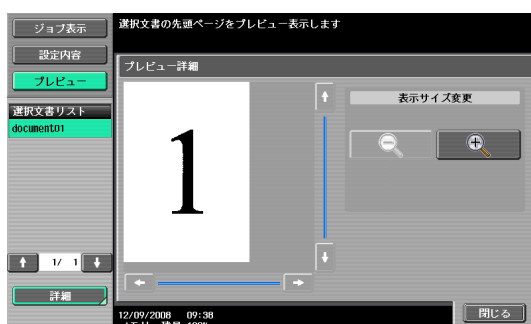 ジョブ表示
設定内容
プレビュー
選択文書リスト
document01
1/ 1
詳細
選択文書の先頭ページをプレビュー表示します
プレビュー詳細
1
表示サイズ変更
閉じる
12/09/2008 09:38